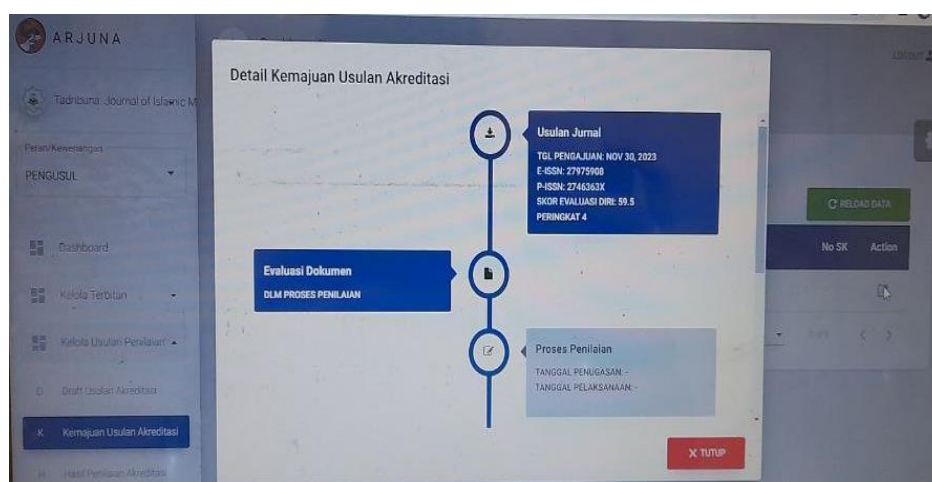 ARJUNA
LOGOUT
Tadribuna: Journal of Islamic M
Peran/Kewenangan
PENGUSUL
Dashboard
Kelola Terbitan
Kelola Usulan Penilaian
D Draft Usulan Akreditasi
K Kemajuan Usulan Akreditasi
H Hasil Penilaian Akreditasi
Detail Kemajuan Usulan Akreditasi
Usulan Jurnal
TGL PENGAJUAN: NOV 30, 2023
E-ISSN: 27975908
P-ISSN: 2746363X
SKOR EVALUASI DIRI: 59.5
PERINGKAT 4
Evaluasi Dokumen
DLM PROSES PENILAIAN
Proses Penilaian
TANGGAL PENUGASAN: -
TANGGAL PELAKSANAAN: -
X TUTUP
RELOAD DATA
No SK Action